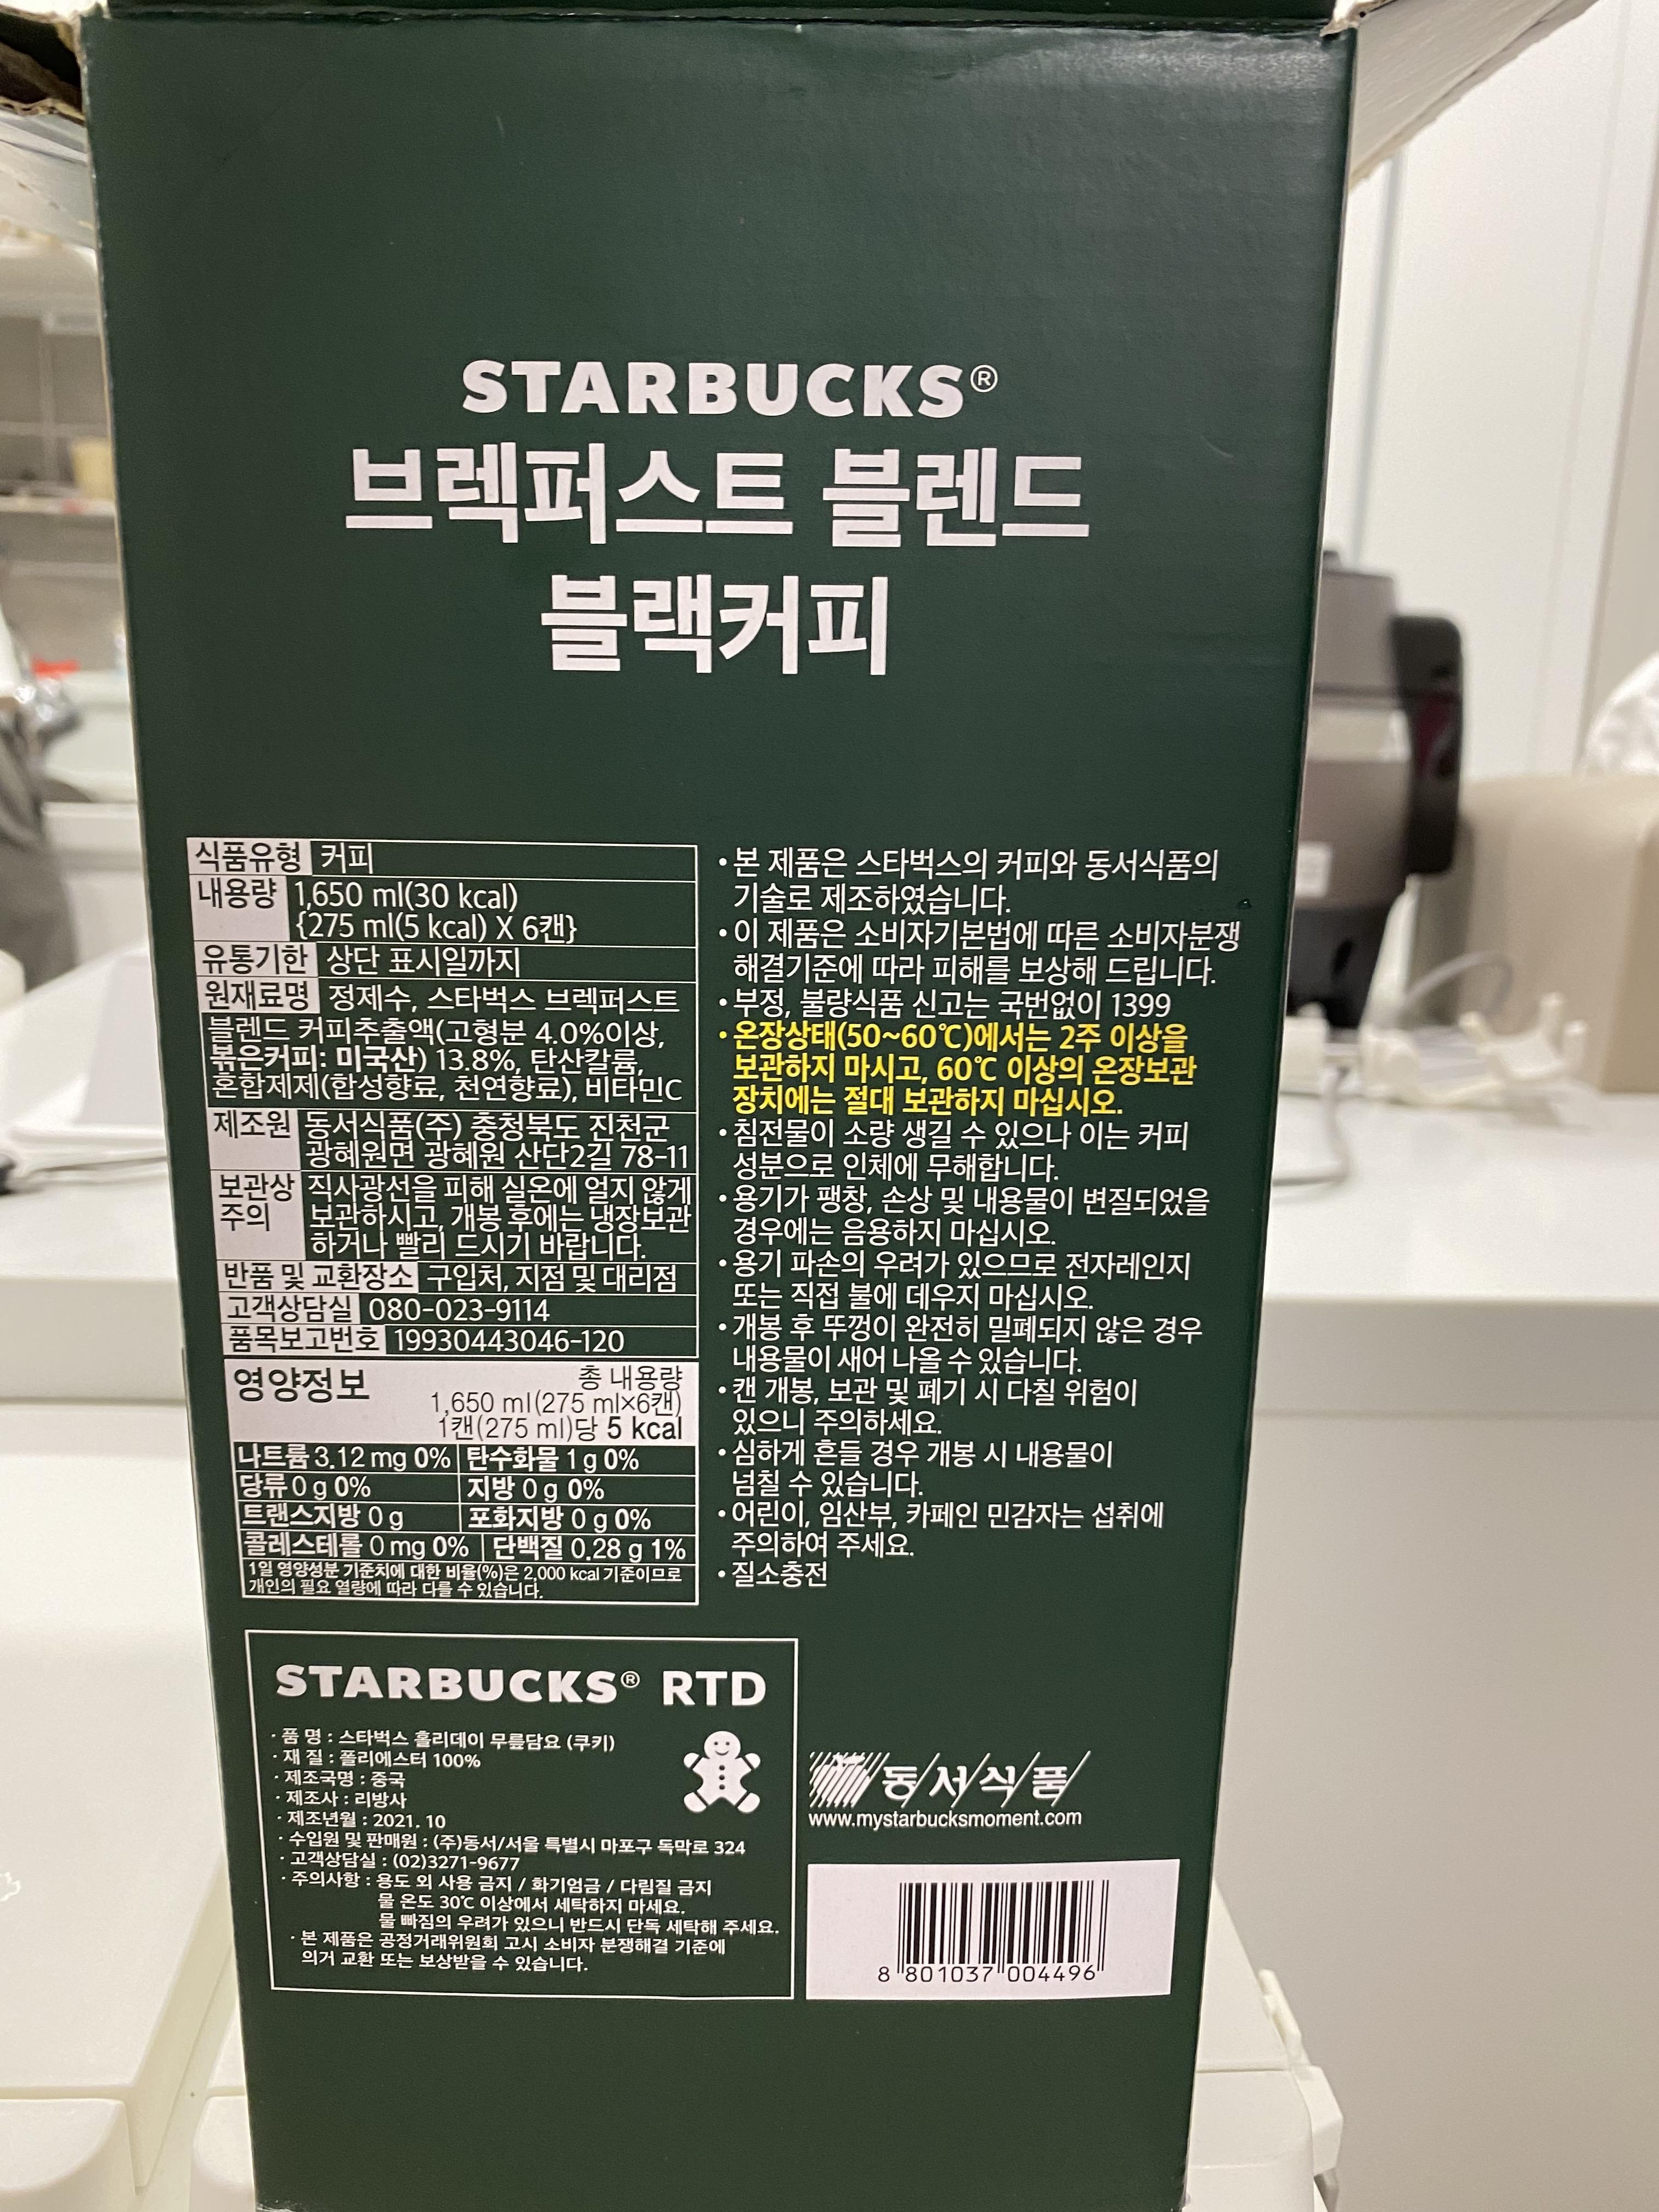 STARBUCKS®
브렉퍼스트 블렌드
블랙커피
식품유형 커피
내용량 1,650 ml(30 kcal)
{275 ml(5 kcal) X 6캔}
유통기한 상단 표시일까지
원재료명 정제수, 스타벅스 브렉퍼스트
블렌드 커피추출액(고형분 4.0%이상,
볶은커피: 미국산) 13.8%, 탄산칼륨,
혼합제제(합성향료, 천연향료), 비타민C
제조원 동서식품(주) 충청북도 진천군
광혜원면 광혜원 산단2길 78-11
보관상 직사광선을 피해 실온에 얼지 않게
주의 보관하시고, 개봉 후에는 냉장보관
하거나 빨리 드시기 바랍니다.
반품 및 교환장소 구입처, 지점 및 대리점
고객상담실 080-023-9114
품목보고번호 19930443046-120
영양정보 총 내용량
1,650 ml(275 ml×6캔)
1캔(275 ml)당 5 kcal
나트륨 3.12 mg 0% 탄수화물 1 g 0%
당류 0 g 0% 지방 0 g 0%
트랜스지방 0 g 포화지방 0 g 0%
콜레스테롤 0 mg 0% 단백질 0.28 g 1%
1일 영양성분 기준치에 대한 비율(%)은 2,000 kcal 기준이므로
개인의 필요 열량에 따라 다를 수 있습니다.
• 본 제품은 스타벅스의 커피와 동서식품의
기술로 제조하였습니다.
• 이 제품은 소비자기본법에 따른 소비자분쟁
해결기준에 따라 피해를 보상해 드립니다.
• 부정, 불량식품 신고는 국번없이 1399
• 온장상태(50~60℃)에서는 2주 이상을
보관하지 마시고, 60℃ 이상의 온장보관
장치에는 절대 보관하지 마십시오.
• 침전물이 소량 생길 수 있으나 이는 커피
성분으로 인체에 무해합니다.
• 용기가 팽창, 손상 및 내용물이 변질되었을
경우에는 음용하지 마십시오.
• 용기 파손의 우려가 있으므로 전자레인지
또는 직접 불에 데우지 마십시오.
• 개봉 후 뚜껑이 완전히 밀폐되지 않은 경우
내용물이 새어 나올 수 있습니다.
• 캔 개봉, 보관 및 폐기 시 다칠 위험이
있으니 주의하세요.
• 심하게 흔들 경우 개봉 시 내용물이
넘칠 수 있습니다.
• 어린이, 임산부, 카페인 민감자는 섭취에
주의하여 주세요.
• 질소충전
STARBUCKS® RTD
· 품 명 : 스타벅스 홀리데이 무릎담요 (쿠키)
· 재 질 : 폴리에스터 100%
· 제조국명 : 중국
· 제조사 : 리방사
· 제조년월 : 2021. 10
· 수입원 및 판매원 : (주)동서/서울 특별시 마포구 독막로 324
· 고객상담실 : (02)3271-9677
· 주의사항 : 용도 외 사용 금지 / 화기엄금 / 다림질 금지
물 온도 30℃ 이상에서 세탁하지 마세요.
물 빠짐의 우려가 있으니 반드시 단독 세탁해 주세요.
· 본 제품은 공정거래위원회 고시 소비자 분쟁해결 기준에
의거 교환 또는 보상받을 수 있습니다.
동서식품
www.mystarbucksmoment.com
8 801037 004496